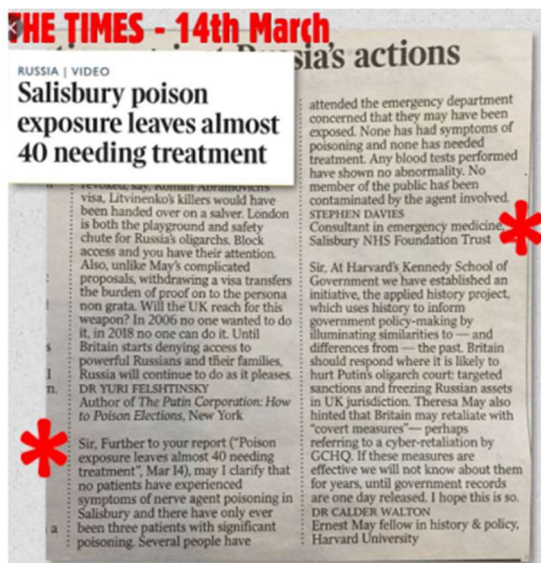 THE TIMES - 14th March
Russia's actions
RUSSIA | VIDEO
Salisbury poison
exposure leaves almost
40 needing treatment
revoked, say, Roman Abramovich's
visa, Litvinenko's killers would have
been handed over on a salver. London
is both the playground and safety
chute for Russia's oligarchs. Block
access and you have their attention.
Also, unlike May's complicated
proposals, withdrawing a visa transfers
the burden of proof on to the persona
non grata. Will the UK reach for this
weapon? In 2006 no one wanted to do
it, in 2018 no one can do it. Until
Britain starts denying access to
powerful Russians and their families,
Russia will continue to do as it pleases.
DR YURI FELSHTINSKY
Author of The Putin Corporation: How
to Poison Elections, New York
Sir, Further to your report ("Poison
exposure leaves almost 40 needing
treatment", Mar 14), may I clarify that
no patients have experienced
symptoms of nerve agent poisoning in
Salisbury and there have only ever
been three patients with significant
poisoning. Several people have
attended the emergency department
concerned that they may have been
exposed. None has had symptoms of
poisoning and none has needed
treatment. Any blood tests performed
have shown no abnormality. No
member of the public has been
contaminated by the agent involved.
STEPHEN DAVIES
Consultant in emergency medicine,
Salisbury NHS Foundation Trust
Sir, At Harvard's Kennedy School of
Government we have established an
initiative, the applied history project,
which uses history to inform
government policy-making by
illuminating similarities to — and
differences from — the past. Britain
should respond where it is likely to
hurt Putin's oligarch court: targeted
sanctions and freezing Russian assets
in UK jurisdiction. Theresa May also
hinted that Britain may retaliate with
"covert measures" — perhaps
referring to a cyber-retaliation by
GCHQ. If these measures are
effective we will not know about them
for years, until government records
are one day released. I hope this is so.
DR CALDER WALTON
Ernest May fellow in history & policy,
Harvard University